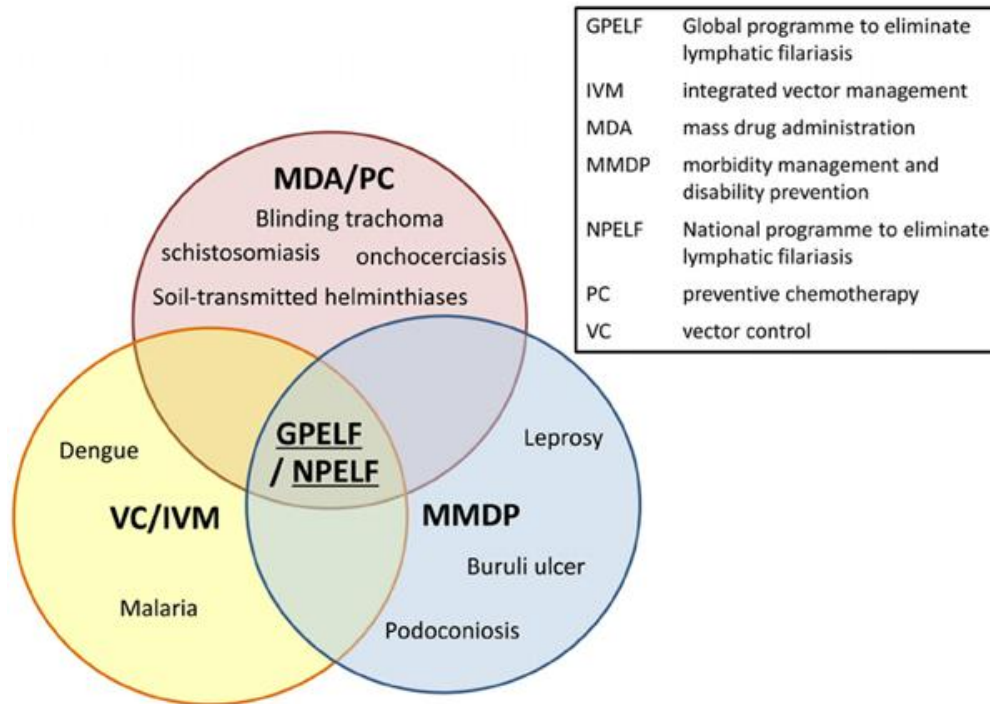 MDA/PC
Blinding trachoma
schistosomiasis
onchocerciasis
Soil-transmitted helminthiases
GPELF
/ NPELF
Dengue
VC/IVM
Malaria
Leprosy
MMDP
Buruli ulcer
Podoconiosis
GPELF Global programme to eliminate
lymphatic filariasis
IVM integrated vector management
MDA mass drug administration
MMDP morbidity management and
disability prevention
NPELF National programme to eliminate
lymphatic filariasis
PC preventive chemotherapy
VC vector control